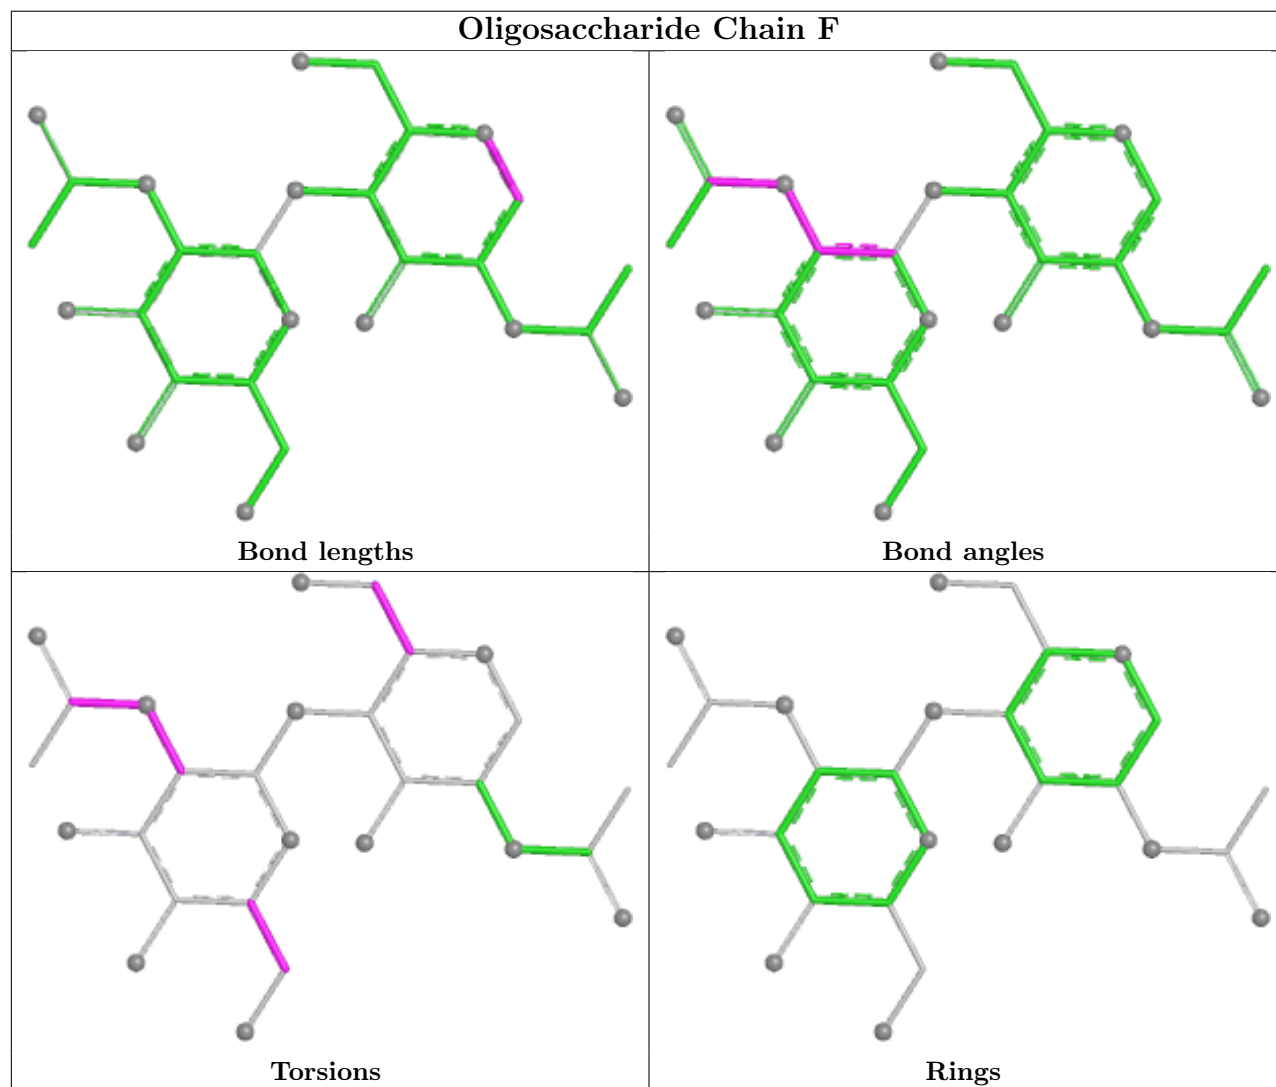 Oligosaccharide Chain F
Bond lengths
Bond angles
Torsions
Rings